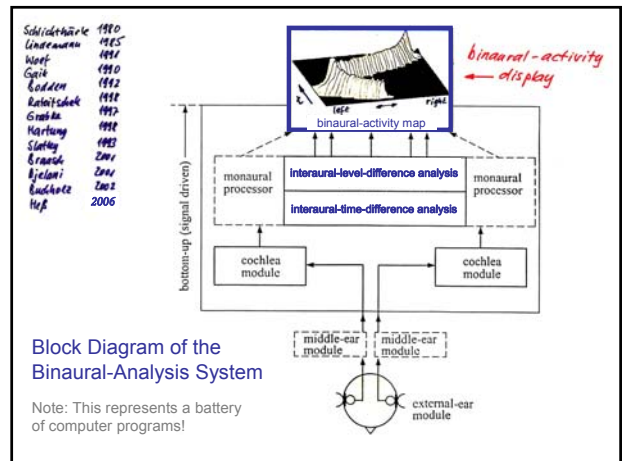 Schlichthärle 1980
Lindemann 1985
Wolf 1991
Gaik 1990
Bodden 1992
Rateitschek 1998
Grabke 1997
Hartung 1998
Slatky 1993
Braasch 2001
Djelani 2001
Buchholz 2002
Heß 2006
left
right
binaural-activity map
binaural-activity
display
bottom-up (signal driven)
monaural
processor
interaural-level-difference analysis
interaural-time-difference analysis
monaural
processor
cochlea
module
cochlea
module
middle-ear
module
middle-ear
module
external-ear
module
Block Diagram of the
Binaural-Analysis System
Note: This represents a battery
of computer programs!